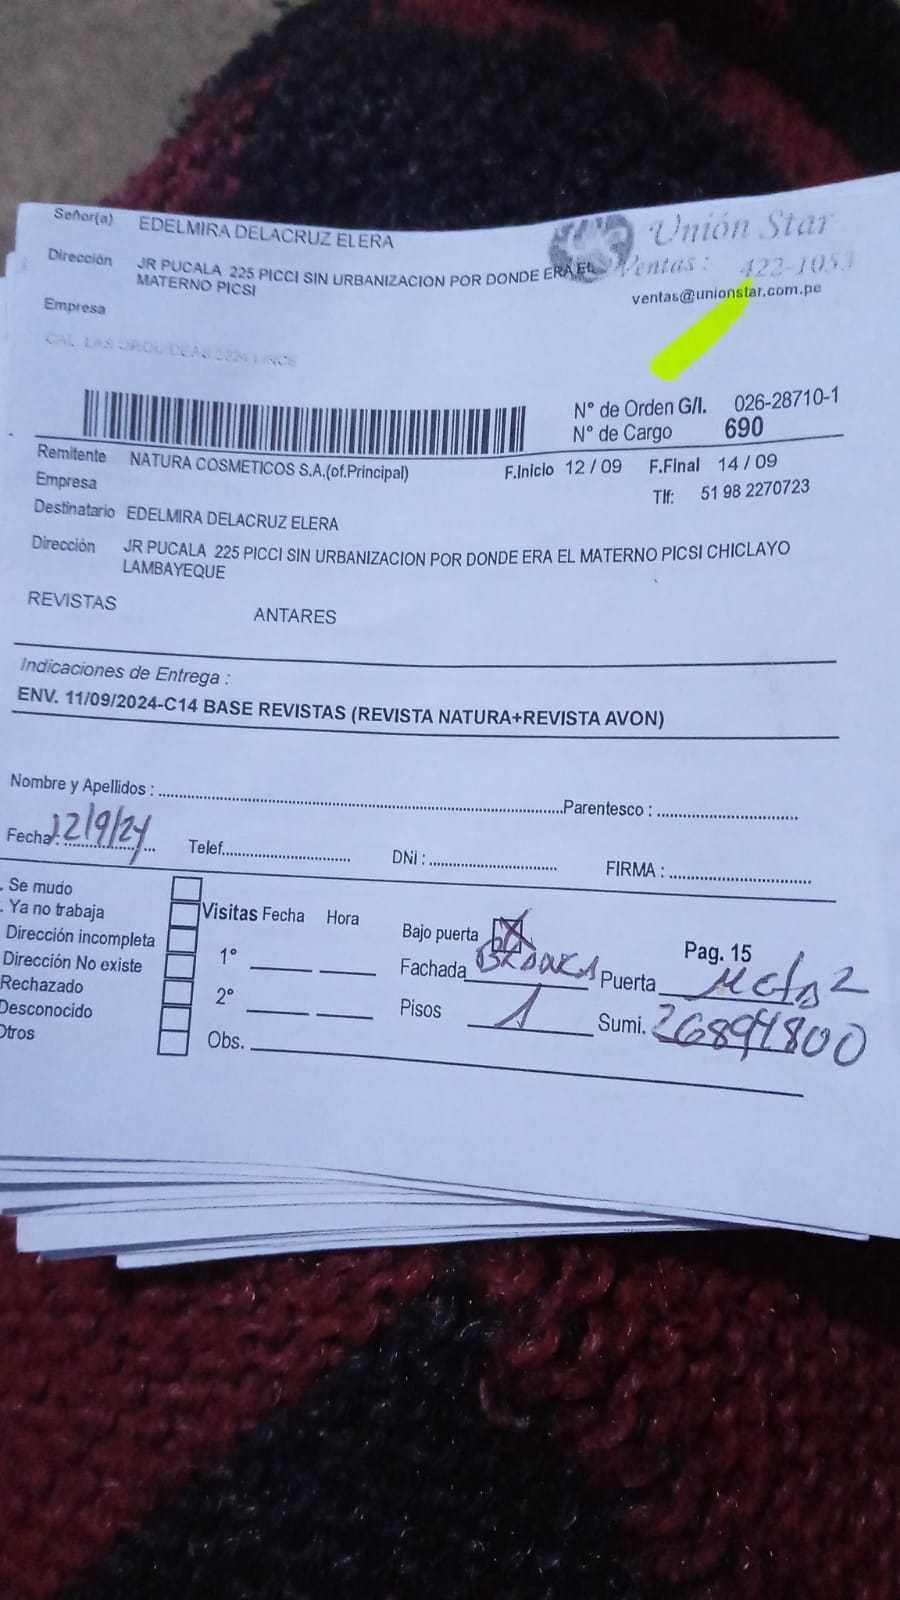 Señor(a) EDELMIRA DELACRUZ ELERA
Unión Star
Dirección JR PUCALA 225 PICCI SIN URBANIZACION POR DONDE ERA EL
MATERNO PICSI
Ventas: 422-1053
ventas@unionstar.com.pe
Empresa
N° de Orden G/I. 026-28710-1
N° de Cargo 690
Remitente NATURA COSMETICOS S.A.(of.Principal) F.Inicio 12 / 09 F.Final 14 / 09
Empresa Tlf: 51 98 2270723
Destinatario EDELMIRA DELACRUZ ELERA
Dirección JR PUCALA 225 PICCI SIN URBANIZACION POR DONDE ERA EL MATERNO PICSI CHICLAYO
LAMBAYEQUE
REVISTAS ANTARES
Indicaciones de Entrega :
ENV. 11/09/2024-C14 BASE REVISTAS (REVISTA NATURA+REVISTA AVON)
Nombre y Apellidos : Parentesco :
Fecha: 12/9/24 Telef. DNi : FIRMA :
. Se mudo
. Ya no trabaja Visitas Fecha Hora
Dirección incompleta 1° Bajo puerta X Pag. 15
Dirección No existe Fachada BLANCA Puerta Meta 2
Rechazado 2° Pisos 1 Sumi. 26894800
Desconocido
Otros Obs.